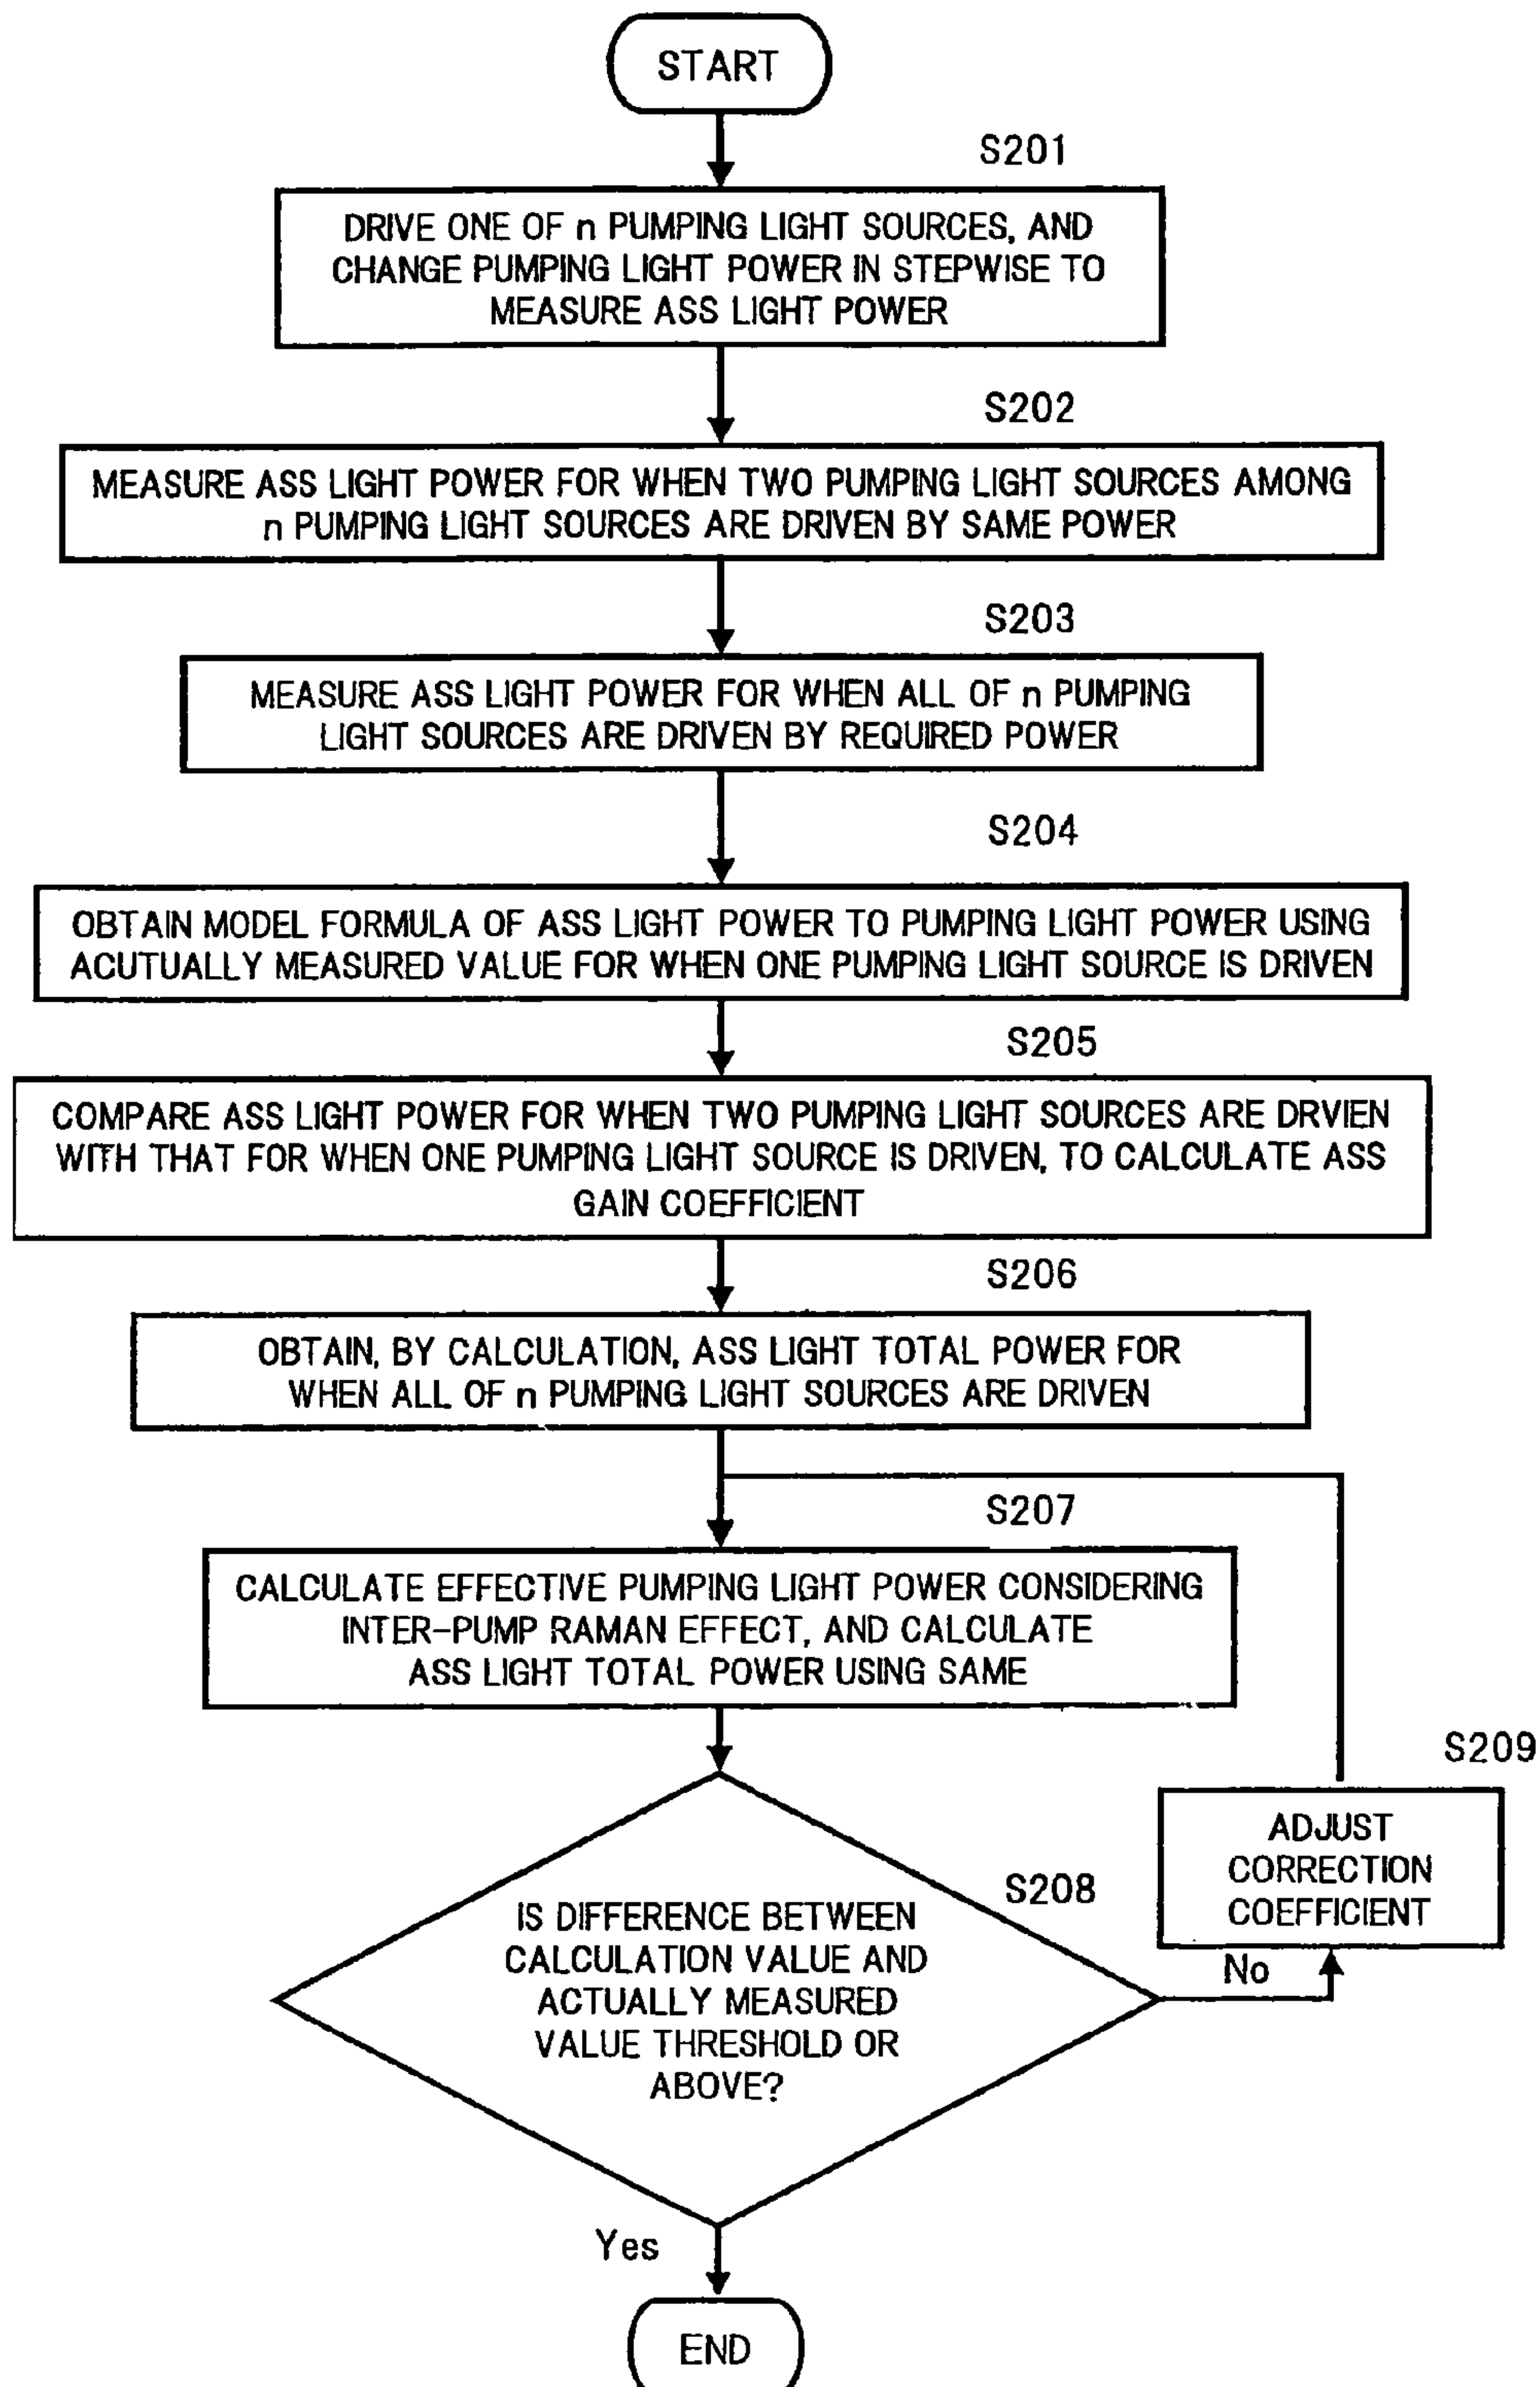 START
S201
DRIVE ONE OF n PUMPING LIGHT SOURCES, AND
CHANGE PUMPING LIGHT POWER IN STEPWISE TO
MEASURE ASS LIGHT POWER
S202
MEASURE ASS LIGHT POWER FOR WHEN TWO PUMPING LIGHT SOURCES AMONG
n PUMPING LIGHT SOURCES ARE DRIVEN BY SAME POWER
S203
MEASURE ASS LIGHT POWER FOR WHEN ALL OF n PUMPING
LIGHT SOURCES ARE DRIVEN BY REQUIRED POWER
S204
OBTAIN MODEL FORMULA OF ASS LIGHT POWER TO PUMPING LIGHT POWER USING
ACUTUALLY MEASURED VALUE FOR WHEN ONE PUMPING LIGHT SOURCE IS DRIVEN
S205
COMPARE ASS LIGHT POWER FOR WHEN TWO PUMPING LIGHT SOURCES ARE DRVIEN
WITH THAT FOR WHEN ONE PUMPING LIGHT SOURCE IS DRIVEN, TO CALCULATE ASS
GAIN COEFFICIENT
S206
OBTAIN, BY CALCULATION, ASS LIGHT TOTAL POWER FOR
WHEN ALL OF n PUMPING LIGHT SOURCES ARE DRIVEN
S207
CALCULATE EFFECTIVE PUMPING LIGHT POWER CONSIDERING
INTER-PUMP RAMAN EFFECT, AND CALCULATE
ASS LIGHT TOTAL POWER USING SAME
S209
ADJUST
CORRECTION
COEFFICIENT
S208
IS DIFFERENCE BETWEEN
CALCULATION VALUE AND
ACTUALLY MEASURED
VALUE THRESHOLD OR
ABOVE?
No
Yes
END